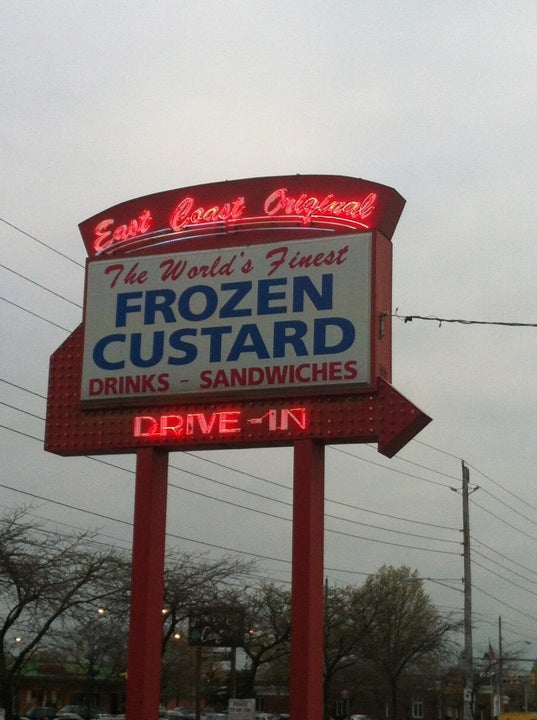 East Coast Original
The World's Finest
FROZEN
CUSTARD
DRINKS - SANDWICHES
DRIVE-IN